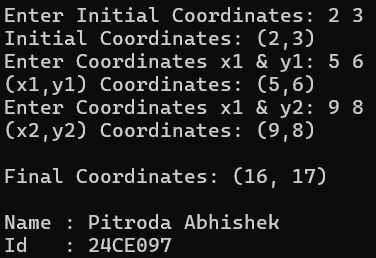 Enter Initial Coordinates: 2 3
Initial Coordinates: (2,3)
Enter Coordinates x1 & y1: 5 6
(x1,y1) Coordinates: (5,6)
Enter Coordinates x1 & y2: 9 8
(x2,y2) Coordinates: (9,8)
Final Coordinates: (16, 17)
Name : Pitroda Abhishek
Id   : 24CE097